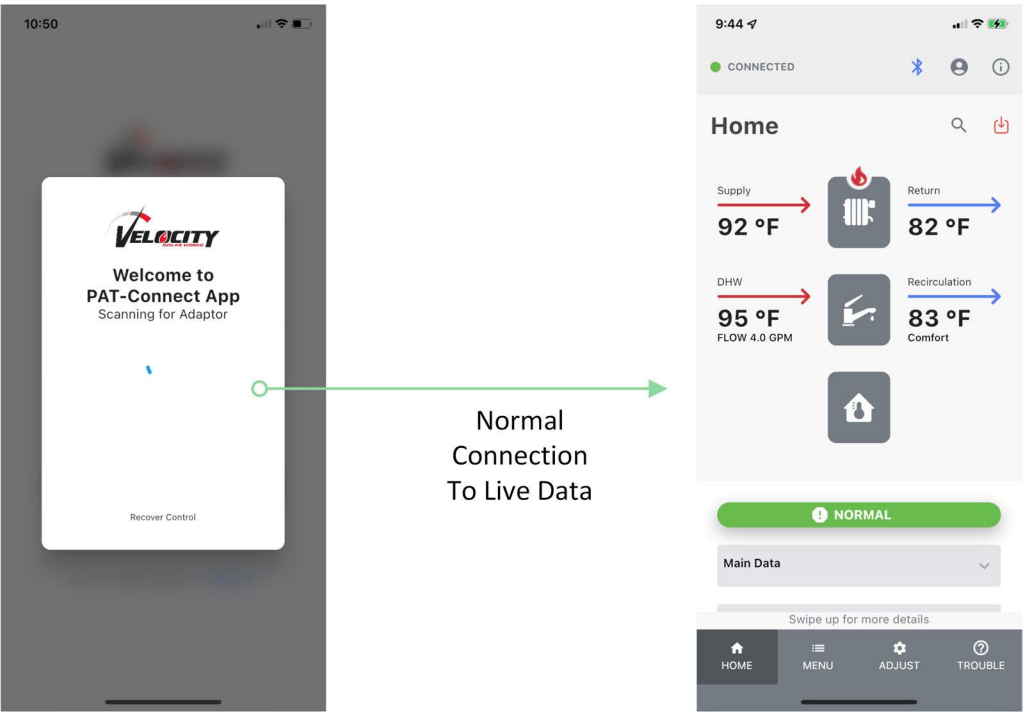 10:50
VELOCITY
BOILER WORKS
Welcome to
PAT-Connect App
Scanning for Adaptor
Recover Control
Normal
Connection
To Live Data
9:44
CONNECTED
Home
Supply
92 °F
Return
82 °F
DHW
95 °F
FLOW 4.0 GPM
Recirculation
83 °F
Comfort
NORMAL
Main Data
Swipe up for more details
HOME
MENU
ADJUST
TROUBLE